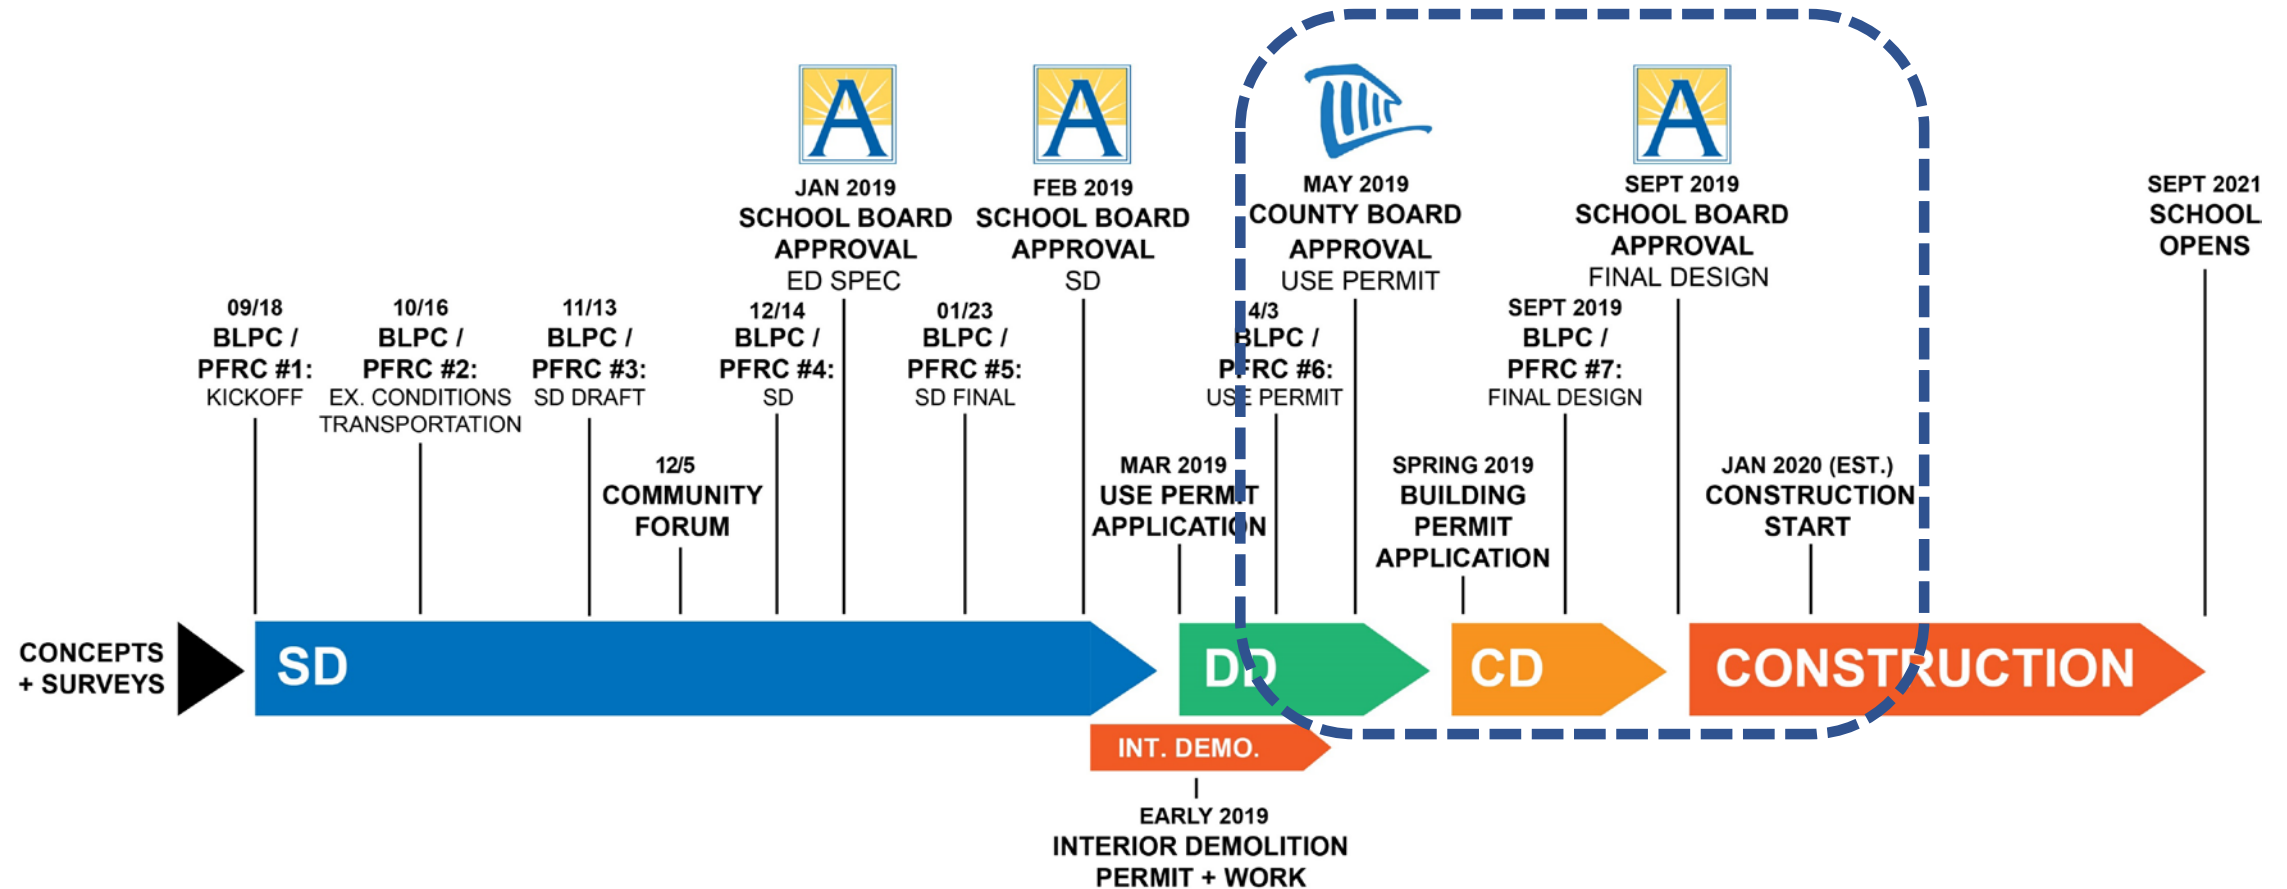 JAN 2019
SCHOOL BOARD
APPROVAL
ED SPEC
FEB 2019
SCHOOL BOARD
APPROVAL
SD
MAY 2019
COUNTY BOARD
APPROVAL
USE PERMIT
SEPT 2019
SCHOOL BOARD
APPROVAL
FINAL DESIGN
SEPT 2021
SCHOOL
OPENS
09/18
BLPC /
PFRC #1:
KICKOFF
10/16
BLPC /
PFRC #2:
EX. CONDITIONS
TRANSPORTATION
11/13
BLPC /
PFRC #3:
SD DRAFT
12/14
BLPC /
PFRC #4:
SD
01/23
BLPC /
PFRC #5:
SD FINAL
4/3
BLPC /
PFRC #6:
USE PERMIT
SEPT 2019
BLPC /
PFRC #7:
FINAL DESIGN
12/5
COMMUNITY
FORUM
MAR 2019
USE PERMIT
APPLICATION
SPRING 2019
BUILDING
PERMIT
APPLICATION
JAN 2020 (EST.)
CONSTRUCTION
START
CONCEPTS
+ SURVEYS
SD
DD
CD
CONSTRUCTION
INT. DEMO.
EARLY 2019
INTERIOR DEMOLITION
PERMIT + WORK
A
A
A